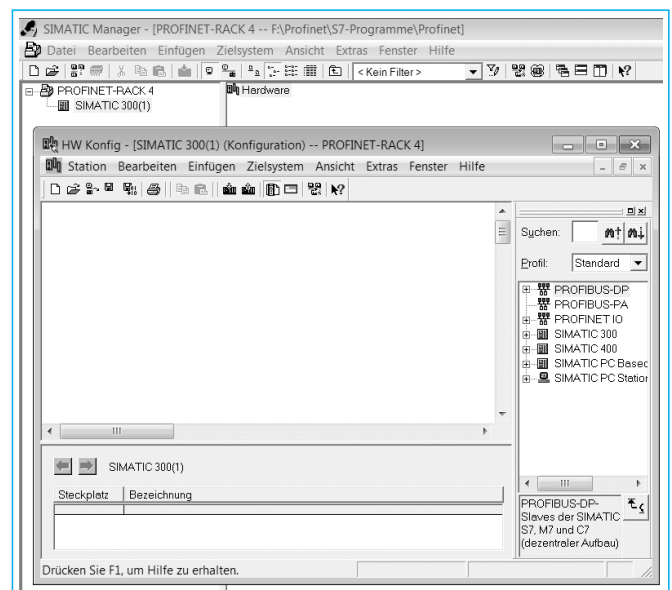 SIMATIC Manager - [PROFINET-RACK 4 -- F:\Profinet\S7-Programme\Profinet]
Datei Bearbeiten Einfügen Zielsystem Ansicht Extras Fenster Hilfe
< Kein Filter >
PROFINET-RACK 4
SIMATIC 300(1)
Hardware
HW Konfig - [SIMATIC 300(1) (Konfiguration) -- PROFINET-RACK 4]
Station Bearbeiten Einfügen Zielsystem Ansicht Extras Fenster Hilfe
Suchen:
Profil: Standard
PROFIBUS-DP
PROFIBUS-PA
PROFINET IO
SIMATIC 300
SIMATIC 400
SIMATIC PC Based
SIMATIC PC Station
SIMATIC 300(1)
Steckplatz Bezeichnung
PROFIBUS-DP-
Slaves der SIMATIC
S7, M7 und C7
(dezentraler Aufbau)
Drücken Sie F1, um Hilfe zu erhalten.